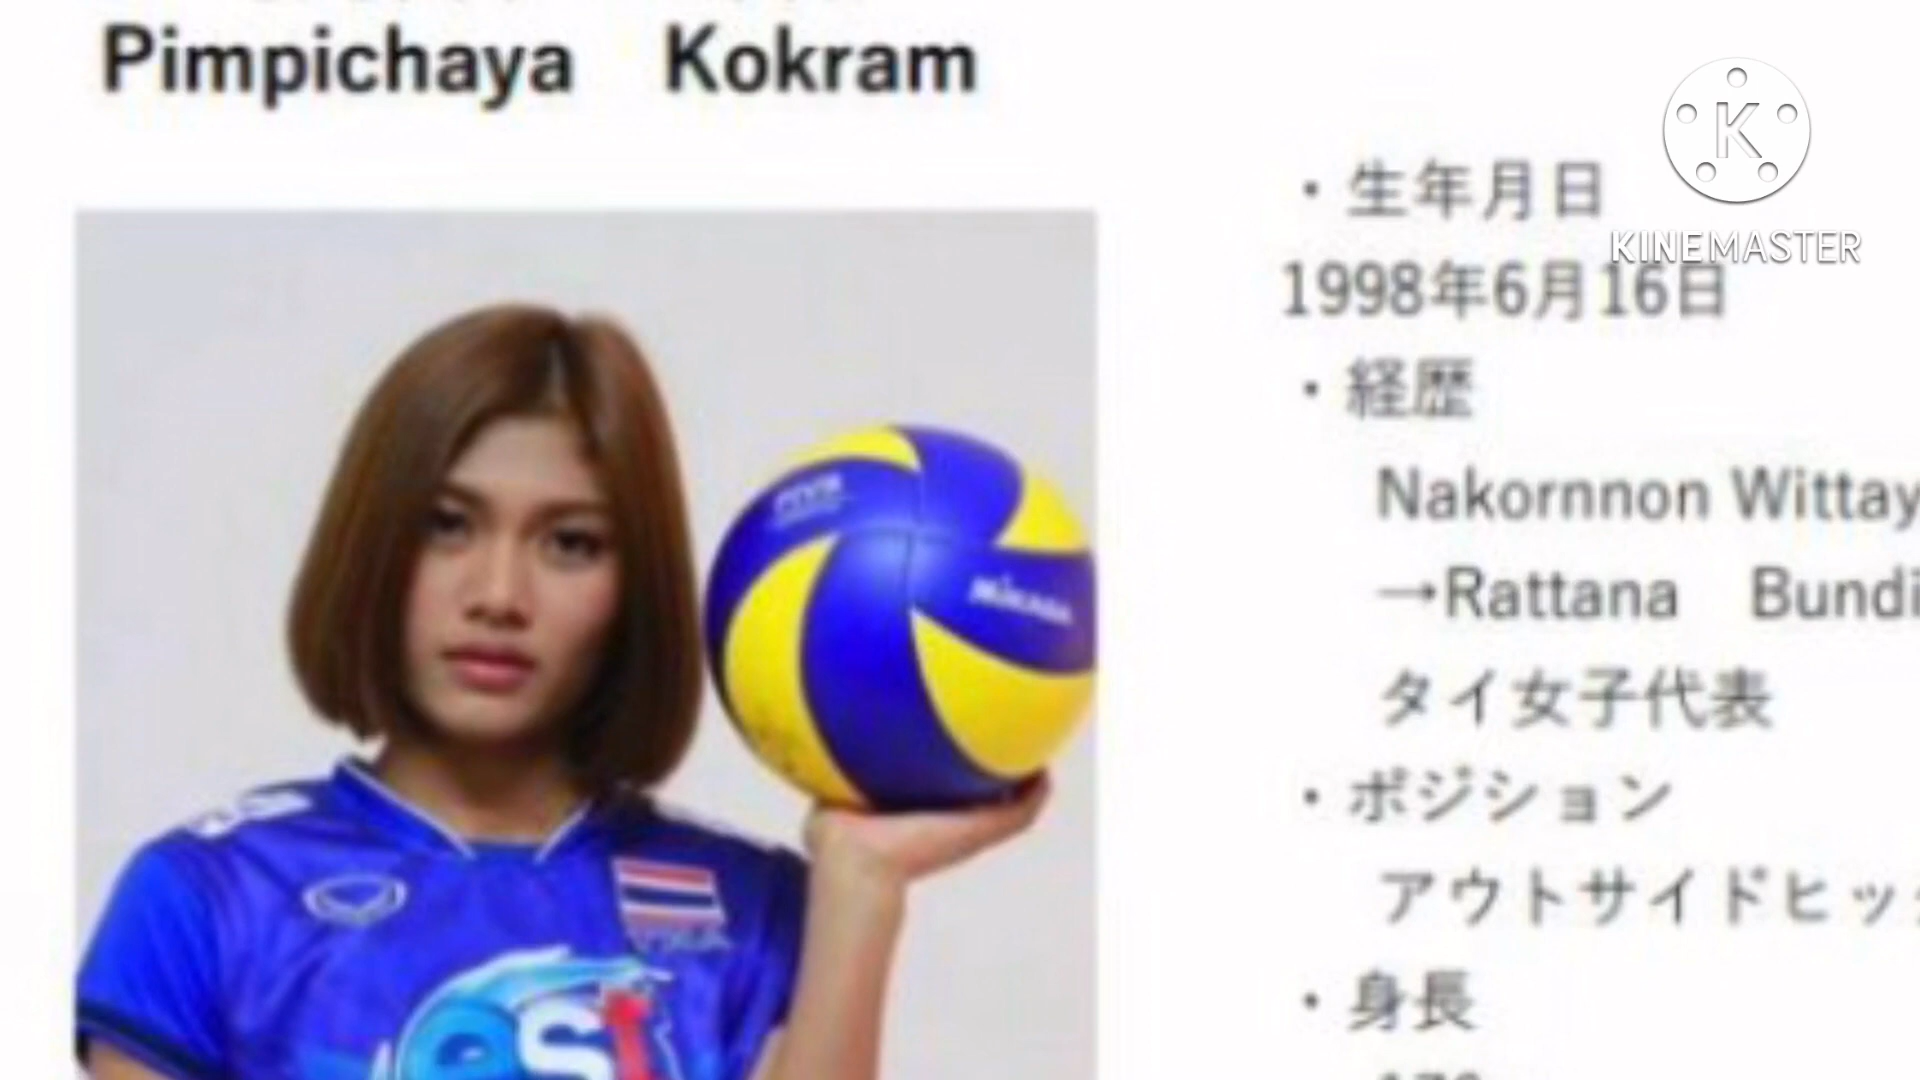 Pimpichaya Kokram
・生年月日
1998年6月16日
・経歴
Nakornnon Wittay
→Rattana Bundi
タイ女子代表
・ポジション
アウトサイドヒッ
・身長
KINEMASTER
MIKASA
est